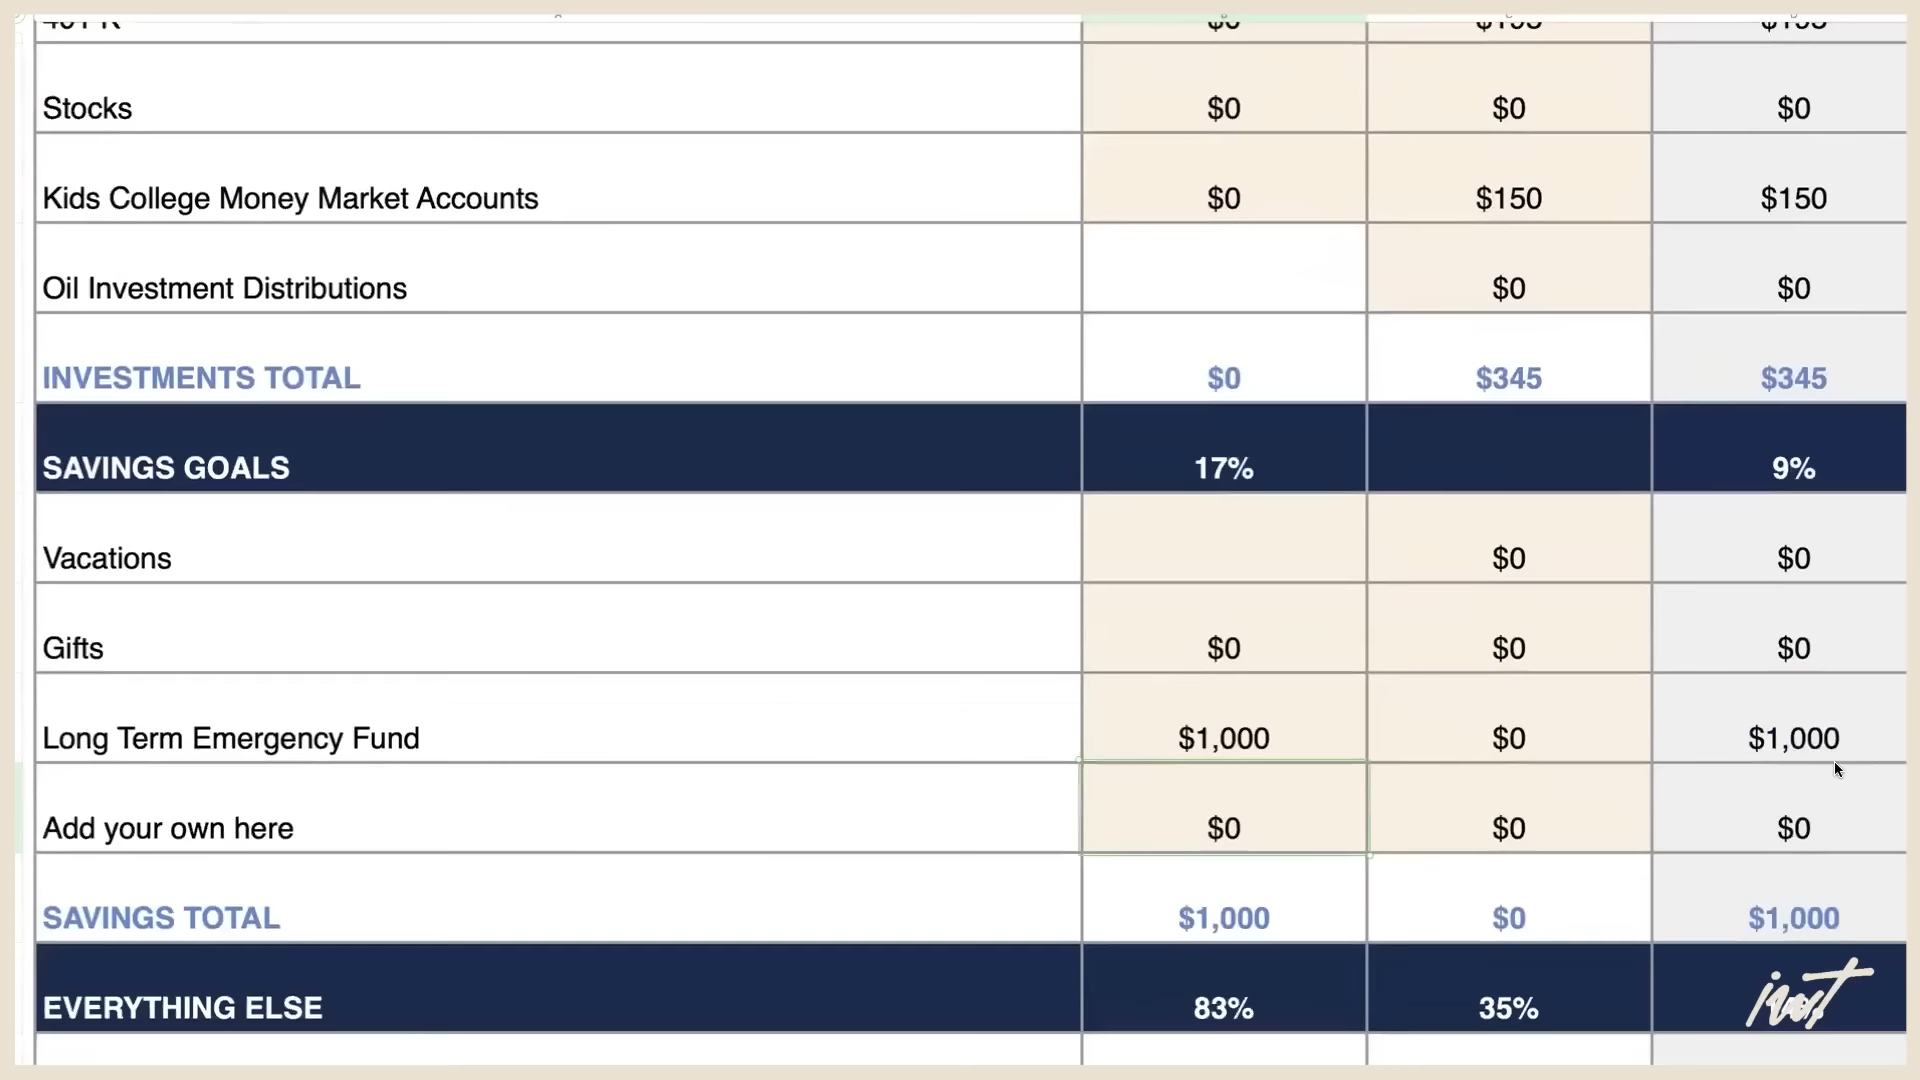 Stocks $0 $0 $0
Kids College Money Market Accounts $0 $150 $150
Oil Investment Distributions $0 $0
INVESTMENTS TOTAL $0 $345 $345
SAVINGS GOALS 17% 9%
Vacations $0 $0
Gifts $0 $0 $0
Long Term Emergency Fund $1,000 $0 $1,000
Add your own here $0 $0 $0
SAVINGS TOTAL $1,000 $0 $1,000
EVERYTHING ELSE 83% 35%